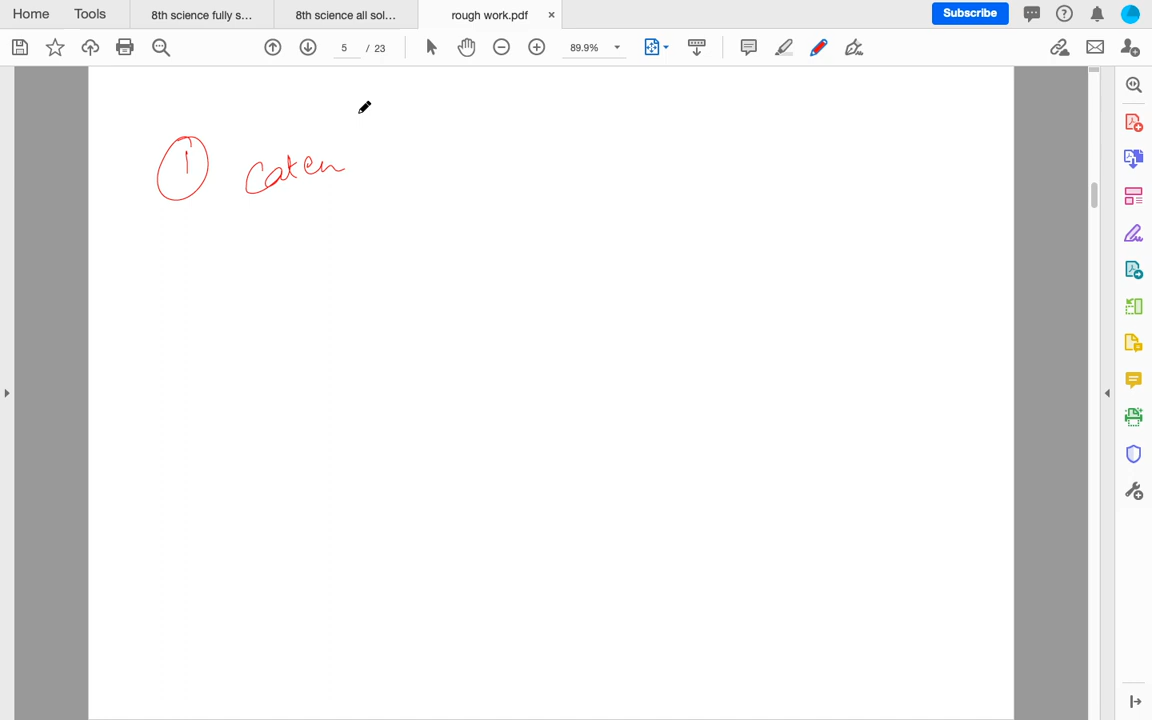 Home Tools 8th science fully s... 8th science all sol... rough work.pdf × Subscribe
5 / 23 89.9%
1 Caten